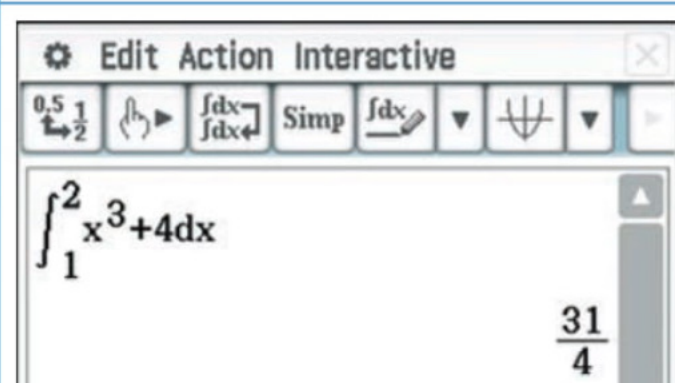 Edit Action Interactive
0.5 1/2 ∫dx ∫dx Simp ∫dx
∫₁² x³+4dx
31/4